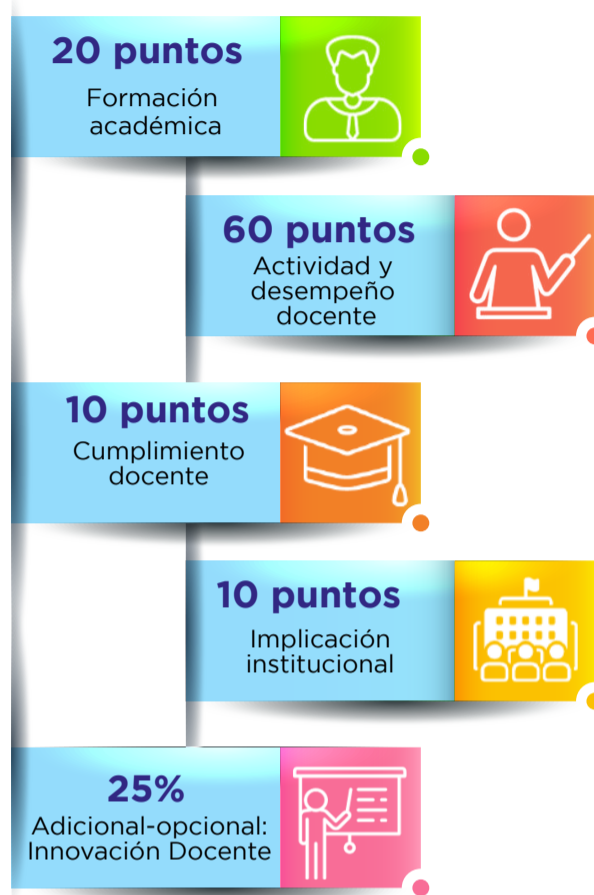 20 puntos
Formación
académica
60 puntos
Actividad y
desempeño
docente
10 puntos
Cumplimiento
docente
10 puntos
Implicación
institucional
25%
Adicional-opcional:
Innovación Docente